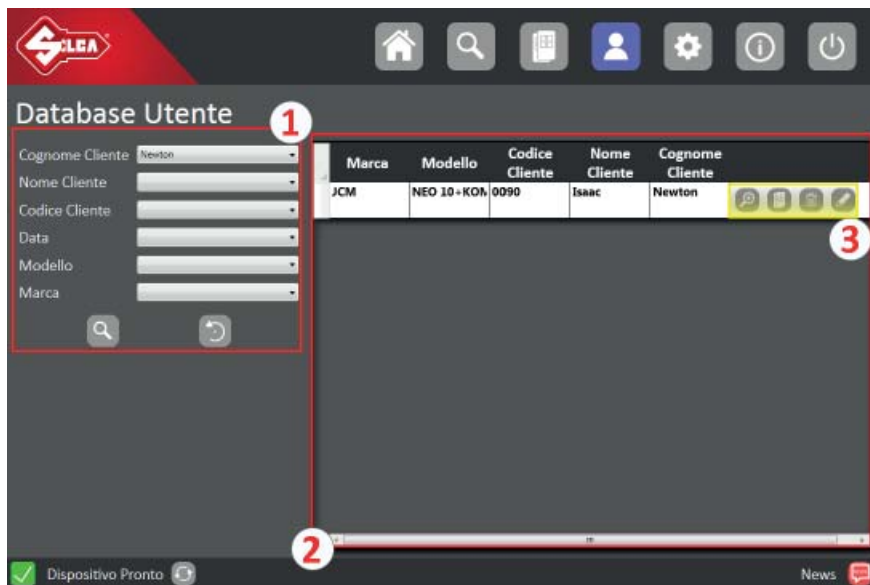 SILCA
Database Utente
1
Cognome Cliente Newton
Nome Cliente
Codice Cliente
Data
Modello
Marca
Marca Modello Codice Cliente Nome Cliente Cognome Cliente
JCM NEO 10+KON 0090 Isaac Newton
3
2
Dispositivo Pronto
News